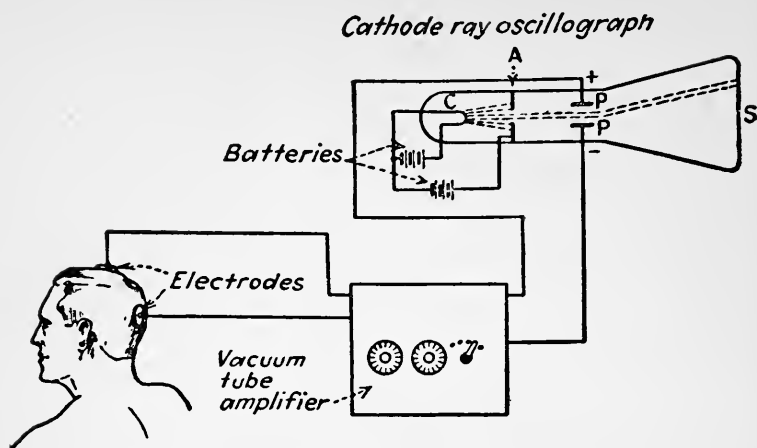 Cathode ray oscillograph
A
+
C
P
P
S
-
Batteries
Electrodes
Vacuum
tube
amplifier